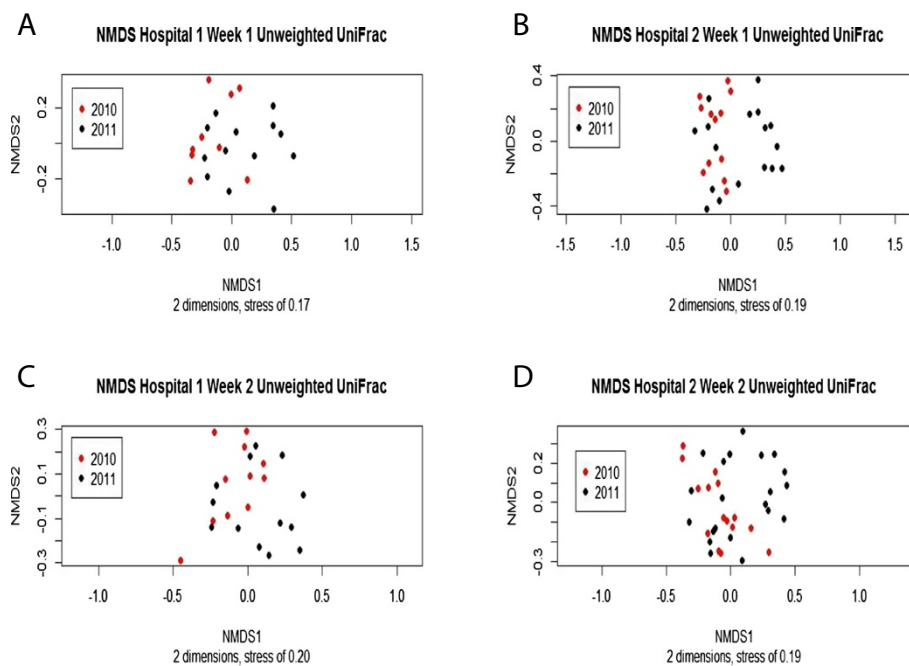 A
NMDS Hospital 1 Week 1 Unweighted UniFrac
2010
2011
NMDS2
0.2
-0.2
-1.0 -0.5 0.0 0.5 1.0 1.5
NMDS1
2 dimensions, stress of 0.17
B
NMDS Hospital 2 Week 1 Unweighted UniFrac
2010
2011
NMDS2
0.4
0.0
-0.4
-1.5 -1.0 -0.5 0.0 0.5 1.0 1.5
NMDS1
2 dimensions, stress of 0.19
C
NMDS Hospital 1 Week 2 Unweighted UniFrac
2010
2011
NMDS2
0.3
0.1
-0.1
-0.3
-1.0 -0.5 0.0 0.5 1.0
NMDS1
2 dimensions, stress of 0.20
D
NMDS Hospital 2 Week 2 Unweighted UniFrac
2010
2011
NMDS2
0.2
0.0
-0.3
-1.0 -0.5 0.0 0.5 1.0
NMDS1
2 dimensions, stress of 0.19